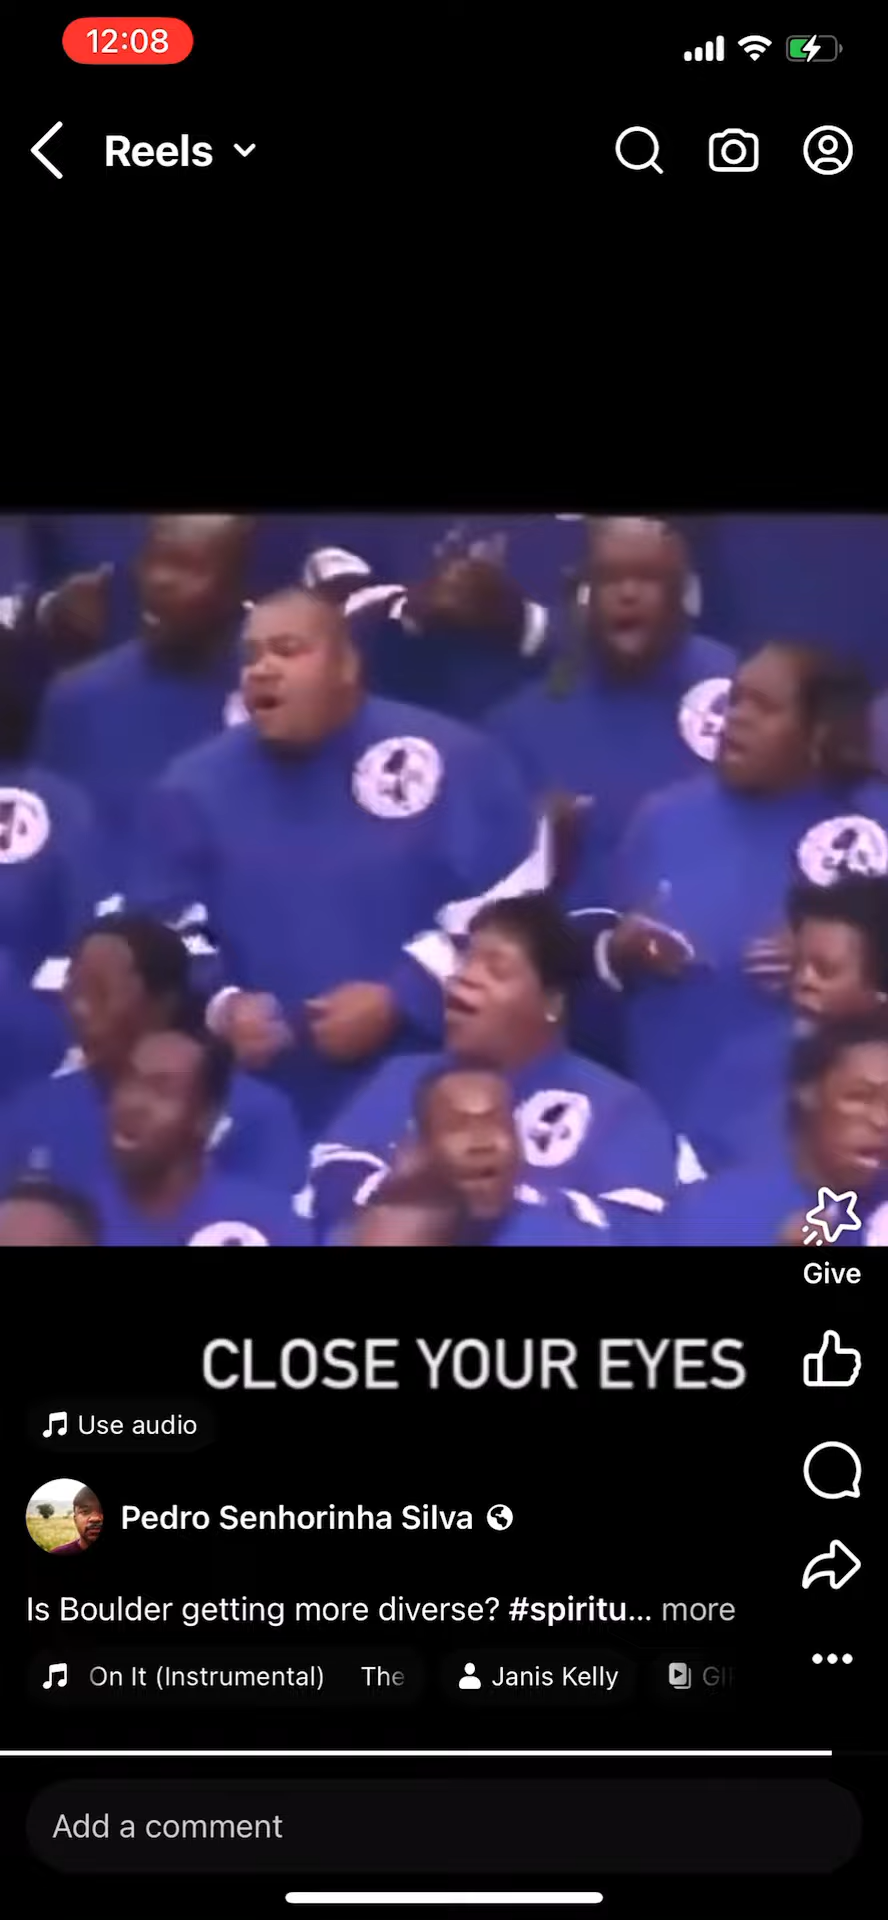 12:08
Reels
Give
CLOSE YOUR EYES
Use audio
Pedro Senhorinha Silva
Is Boulder getting more diverse? #spiritu... more
On It (Instrumental) The
Janis Kelly
Add a comment